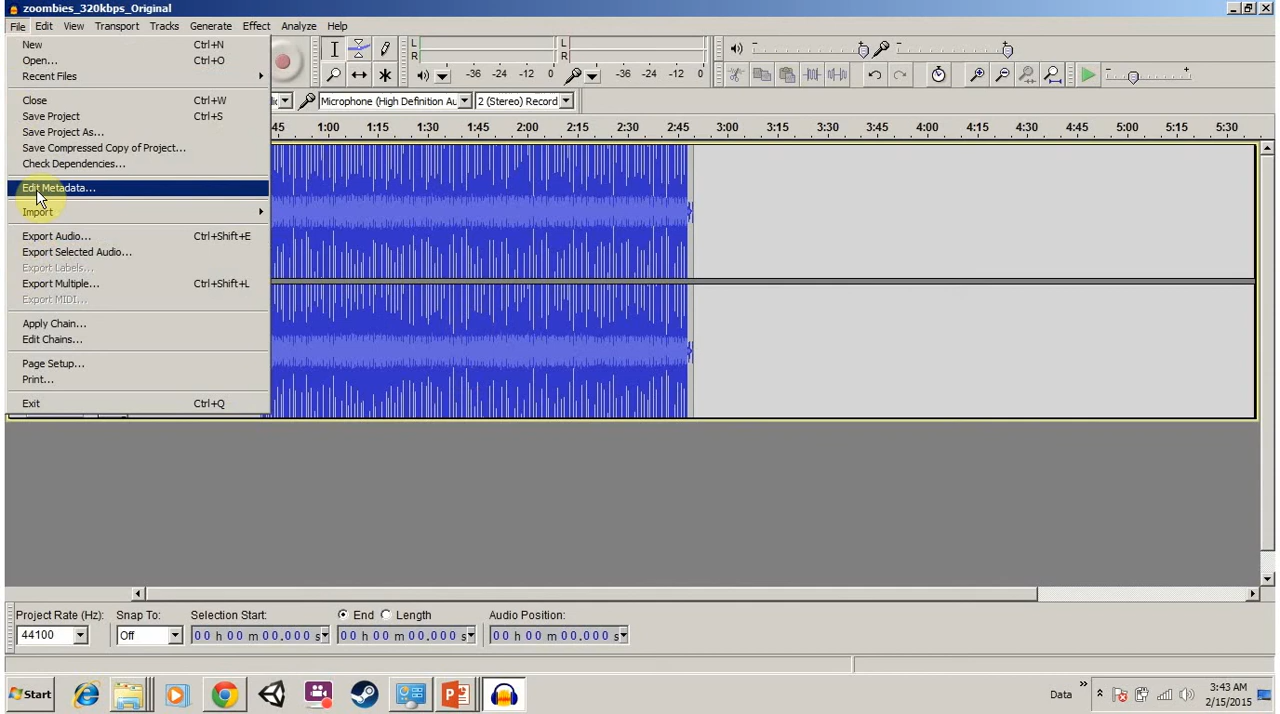 zoombies_320kbps_Original
File Edit View Transport Tracks Generate Effect Analyze Help
New Ctrl+N
Open... Ctrl+O
Recent Files
Close Ctrl+W
Save Project Ctrl+S
Save Project As...
Save Compressed Copy of Project...
Check Dependencies...
Edit Metadata...
Import
Export Audio... Ctrl+Shift+E
Export Selected Audio...
Export Labels...
Export Multiple... Ctrl+Shift+L
Export MIDI...
Apply Chain...
Edit Chains...
Page Setup...
Print...
Exit Ctrl+Q
L L
R R
-36 -24 -12 0 -36 -24 -12 0
Microphone (High Definition Au 2 (Stereo) Record
45 1:00 1:15 1:30 1:45 2:00 2:15 2:30 2:45 3:00 3:15 3:30 3:45 4:00 4:15 4:30 4:45 5:00 5:15 5:30
Project Rate (Hz): Snap To: Selection Start: End Length Audio Position:
44100 Off 00 h 00 m 00.000 s 00 h 00 m 00.000 s 00 h 00 m 00.000 s
Start Data 3:43 AM
2/15/2015